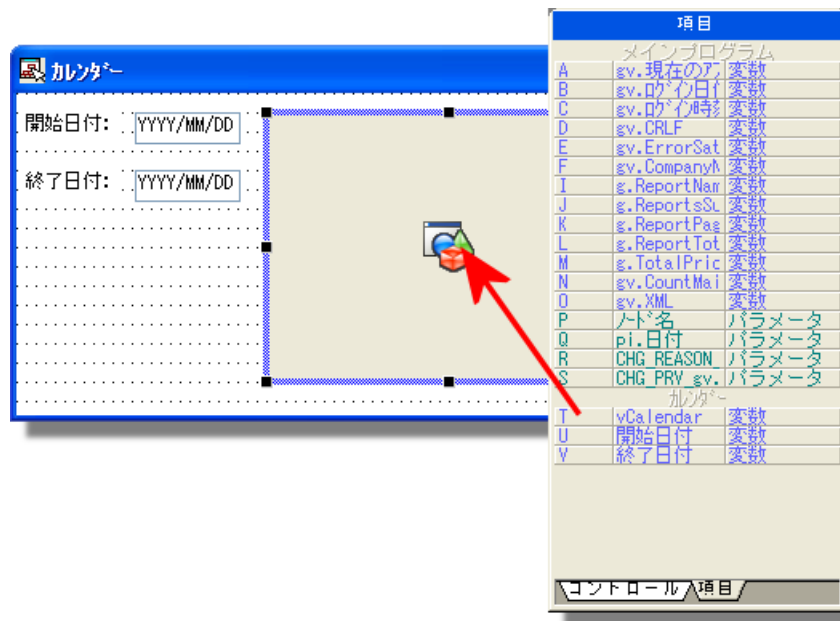 カレンダー
開始日付: YYYY/MM/DD
終了日付: YYYY/MM/DD
項目
メインプログラム
A gv.現在のア 変数
B gv.ログイン日付 変数
C gv.ログイン時 変数
D gv.CRLF 変数
E gv.ErrorSat 変数
F gv.CompanyN 変数
I g.ReportNam 変数
J g.ReportsSu 変数
K g.ReportPag 変数
L g.ReportTot 変数
M g.TotalPric 変数
N gv.CountMai 変数
O gv.XML 変数
P ノード名 パラメータ
Q pi.日付 パラメータ
R CHG_REASON_ パラメータ
S CHG_PRV_gv. パラメータ
カレンダー
T vCalendar 変数
U 開始日付 変数
V 終了日付 変数
コントロール 項目